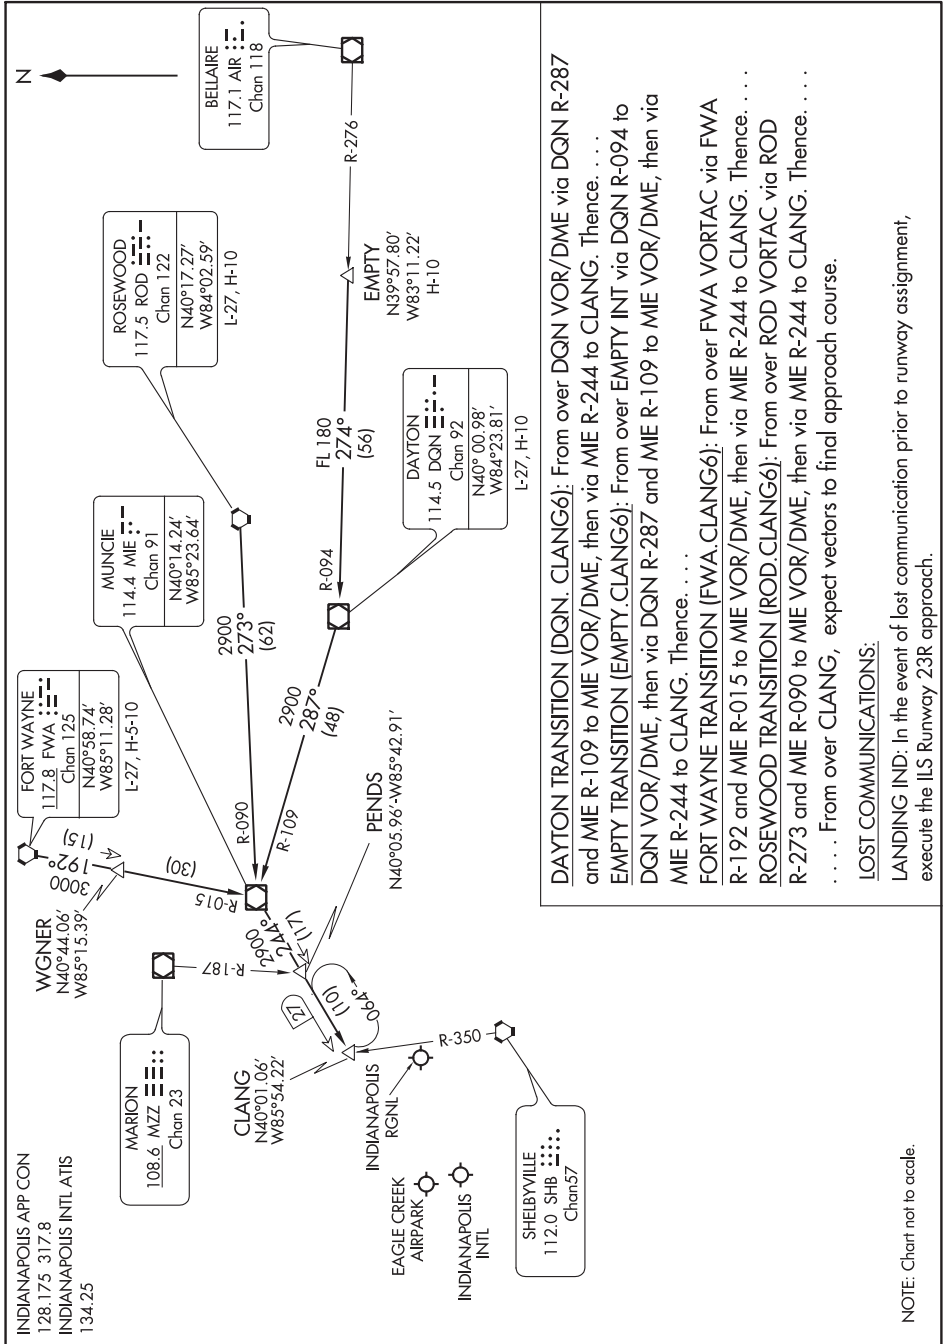 INDIANAPOLIS APP CON
128.175 317.8
INDIANAPOLIS INTL ATIS
134.25
MARION
108.6 MZZ
Chan 23
WGNER
N40°44.06'
W85°15.39'
FORT WAYNE
117.8 FWA
Chan 125
N40°58.74'
W85°11.28'
L-27, H-5-10
MUNCIE
114.4 MIE
Chan 91
N40°14.24'
W85°23.64'
ROSEWOOD
117.5 ROD
Chan 122
N40°17.27'
W84°02.59'
L-27, H-10
BELLAIRE
117.1 AIR
Chan 118
N
(15)
192°
3000
(30)
R-015
R-187
R-090
2900
273°
(62)
R-109
2900
287°
(48)
R-094
FL180
274°
(56)
R-276
EMPTY
N39°57.80'
W83°11.22'
H-10
DAYTON
114.5 DQN
Chan 92
N40° 00.98'
W84°23.81'
L-27, H-10
2600
244°
(17)
PENDS
N40°05.96'-W85°42.91'
27
(10)
064°
CLANG
N40°01.06'
W85°54.22'
R-350
INDIANAPOLIS
RGNL
EAGLE CREEK
AIRPARK
INDIANAPOLIS
INTL
SHELBYVILLE
112.0 SHB
Chan57
DAYTON TRANSITION (DQN. CLANG6): From over DQN VOR/DME via DQN R-287
and MIE R-109 to MIE VOR/DME, then via MIE R-244 to CLANG. Thence. . . .
EMPTY TRANSITION (EMPTY.CLANG6): From over EMPTY INT via DQN R-094 to
DQN VOR/DME, then via DQN R-287 and MIE R-109 to MIE VOR/DME, then via
MIE R-244 to CLANG. Thence. . . .
FORT WAYNE TRANSITION (FWA.CLANG6): From over FWA VORTAC via FWA
R-192 and MIE R-015 to MIE VOR/DME, then via MIE R-244 to CLANG. Thence. . . .
ROSEWOOD TRANSITION (ROD.CLANG6): From over ROD VORTAC via ROD
R-273 and MIE R-090 to MIE VOR/DME, then via MIE R-244 to CLANG. Thence. . . .
. . . . From over CLANG, expect vectors to final approach course.
LOST COMMUNICATIONS:
LANDING IND: In the event of lost communication prior to runway assignment,
execute the ILS Runway 23R approach.
NOTE: Chart not to acale.